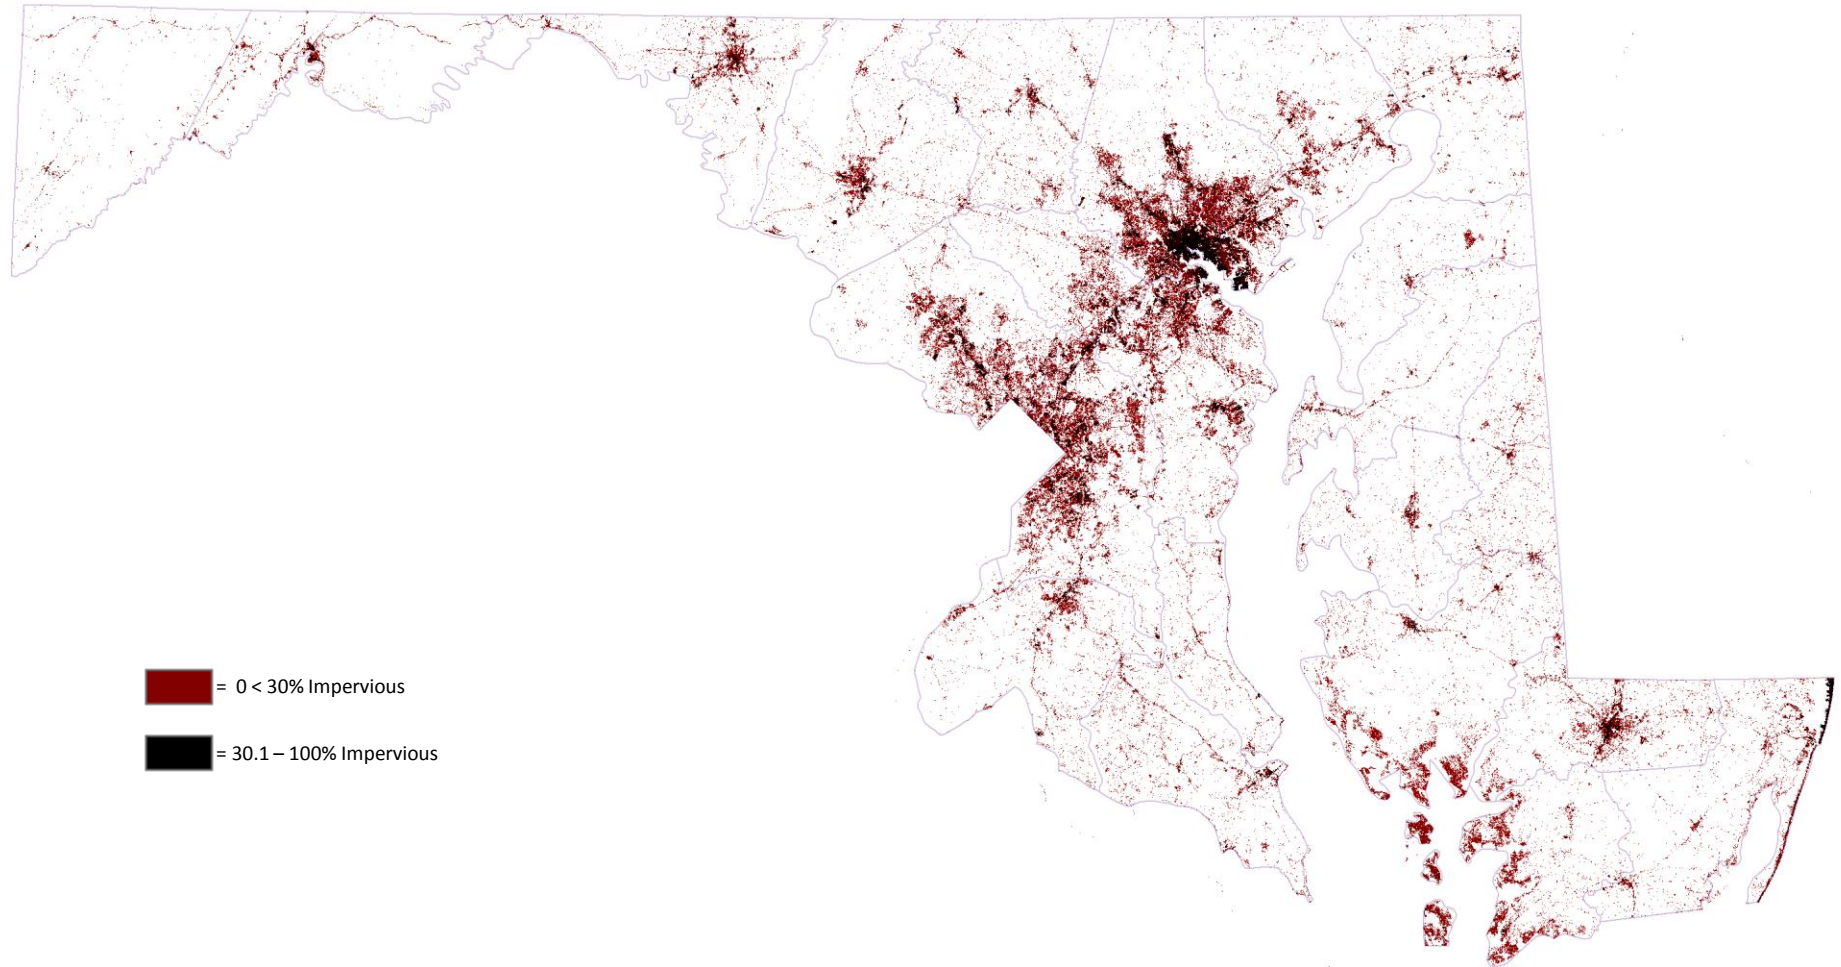 = 0 < 30% Impervious
= 30.1 – 100% Impervious